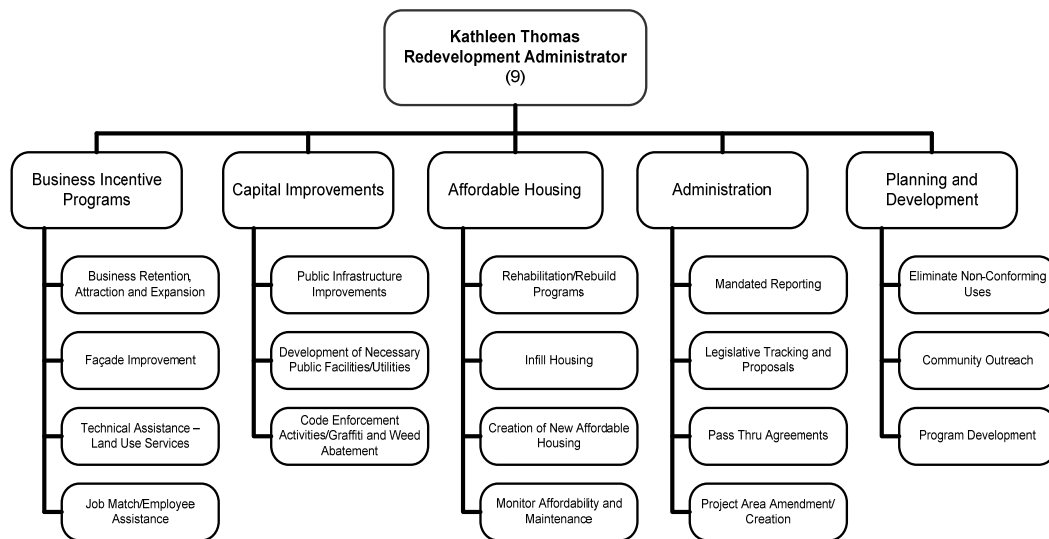 Kathleen Thomas
Redevelopment Administrator
(9)
Business Incentive
Programs
Business Retention,
Attraction and Expansion
Façade Improvement
Technical Assistance –
Land Use Services
Job Match/Employee
Assistance
Capital Improvements
Public Infrastructure
Improvements
Development of Necessary
Public Facilities/Utilities
Code Enforcement
Activities/Graffiti and Weed
Abatement
Affordable Housing
Rehabilitation/Rebuild
Programs
Infill Housing
Creation of New Affordable
Housing
Monitor Affordability and
Maintenance
Administration
Mandated Reporting
Legislative Tracking and
Proposals
Pass Thru Agreements
Project Area Amendment/
Creation
Planning and
Development
Eliminate Non-Conforming
Uses
Community Outreach
Program Development